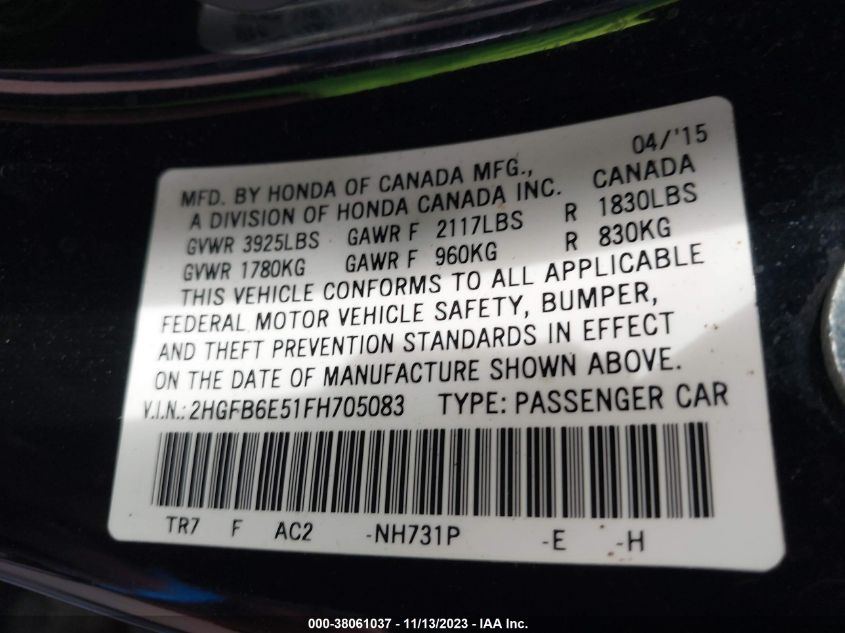 04/'15
MFD. BY HONDA OF CANADA MFG., CANADA
A DIVISION OF HONDA CANADA INC.
GVWR 3925LBS GAWR F 2117LBS R 1830LBS
GVWR 1780KG GAWR F 960KG R 830KG
THIS VEHICLE CONFORMS TO ALL APPLICABLE
FEDERAL MOTOR VEHICLE SAFETY, BUMPER,
AND THEFT PREVENTION STANDARDS IN EFFECT
ON THE DATE OF MANUFACTURE SHOWN ABOVE.
V.I.N.: 2HGFB6E51FH705083 TYPE: PASSENGER CAR
TR7 F AC2 -NH731P -E -H
000-38061037 - 11/13/2023 - IAA Inc.